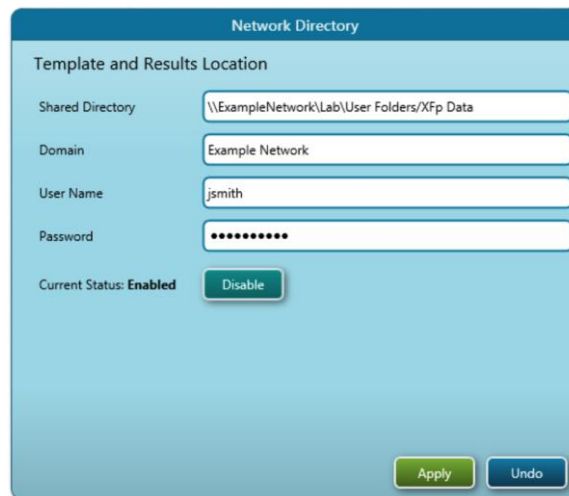 Network Directory
Template and Results Location
Shared Directory \\ExampleNetwork\Lab\User Folders/XFp Data
Domain Example Network
User Name jsmith
Password ••••••••••
Current Status: Enabled Disable
Apply Undo